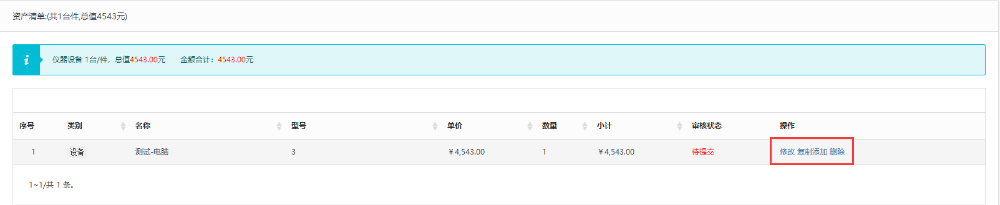 资产清单:(共1台件,总值4543元)
仪器设备 1台/件，总值4543.00元 金额合计：4543.00元
序号 类别 名称 型号 单价 数量 小计 审核状态 操作
1 设备 测试-电脑 3 ￥4,543.00 1 ￥4,543.00 待提交 修改 复制添加 删除
1~1/共 1 条。